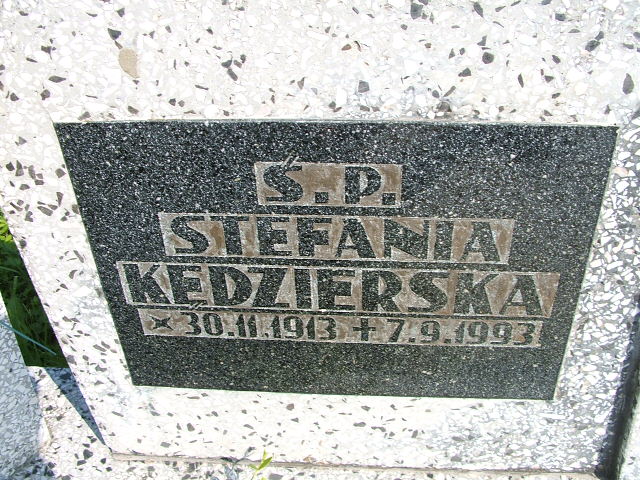 Ś.P.
STEFANIA
KĘDZIERSKA
* 30.11.1913 + 7.9.1993